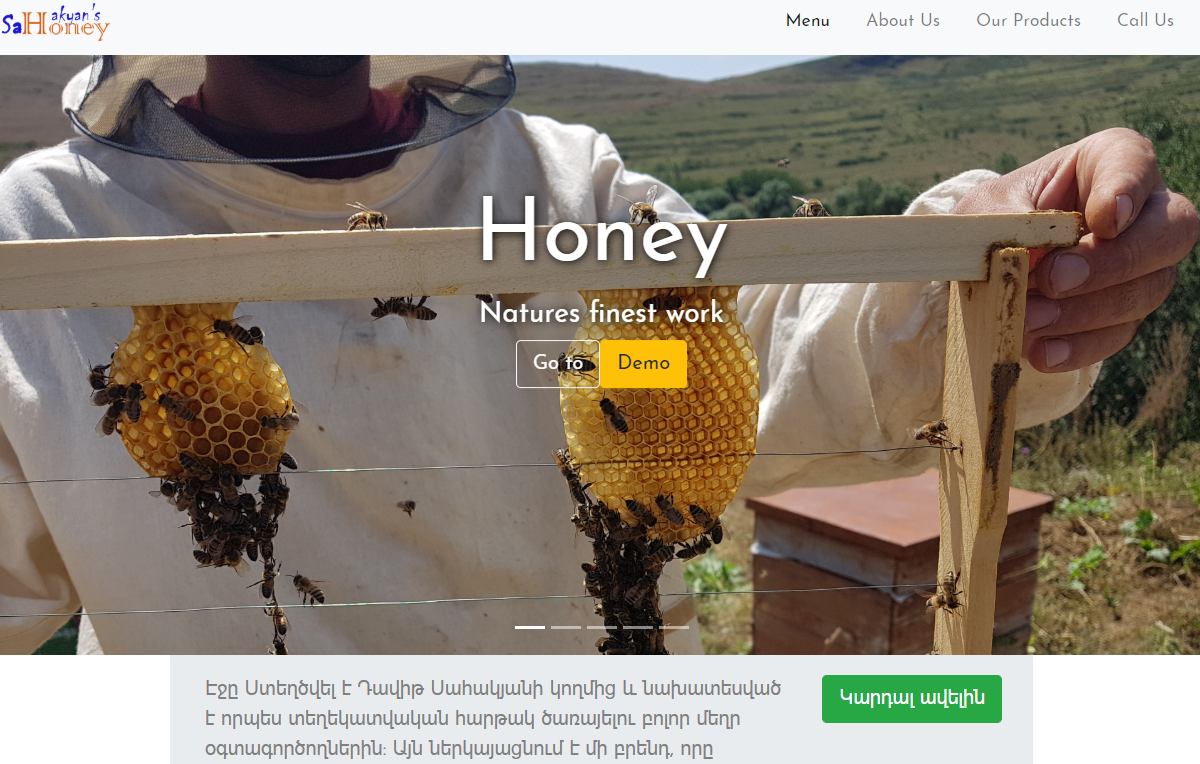 Sahakyan's Honey
Menu About Us Our Products Call Us
Honey
Natures finest work
Go to Demo
Էջը Ստեղծվել է Դավիթ Սահակյանի կողմից և նախատեսված
է որպես տեղեկատվական հարթակ ծառայելու բոլոր մեղր
օգտագործողներին: Այն ներկայացնում է մի բրենդ, որը
Կարդալ ավելին